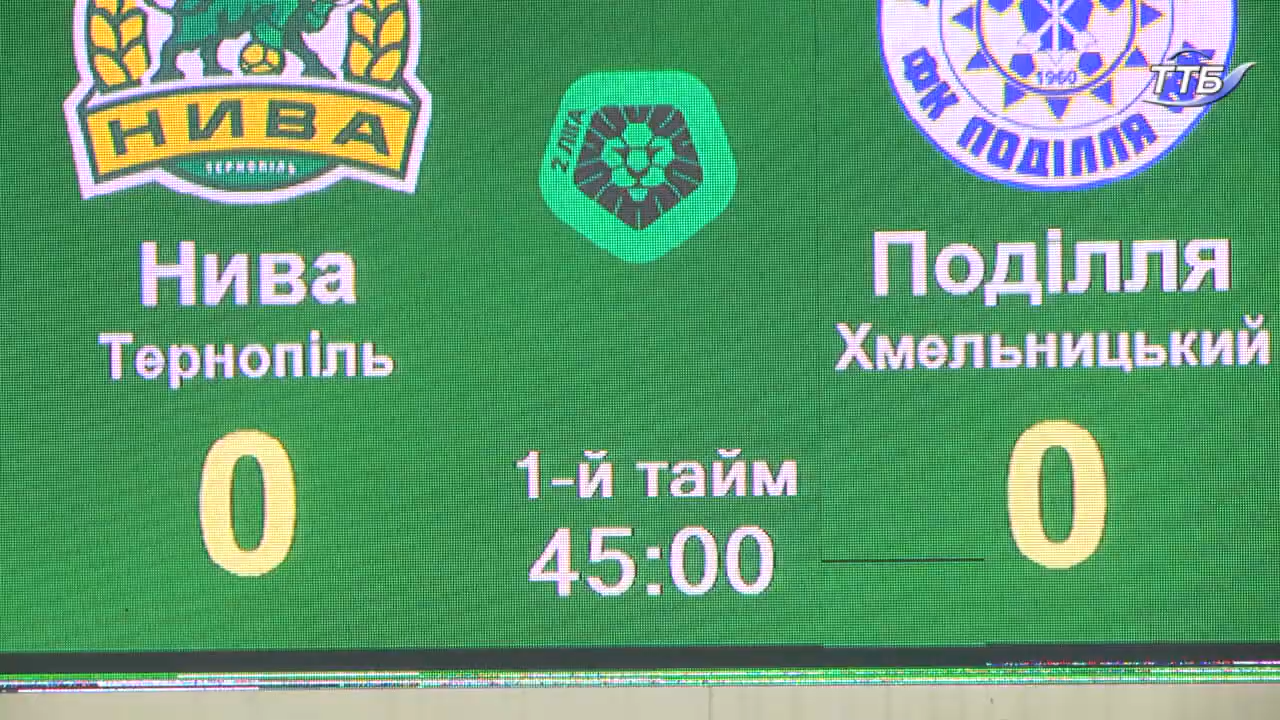 НИВА
ТЕРНОПІЛЬ
2 ЛІГА
1960
ФК ПОДІЛЛЯ
ТТБ
Нива
Тернопіль
Поділля
Хмельницький
0
1-й тайм
45:00
0